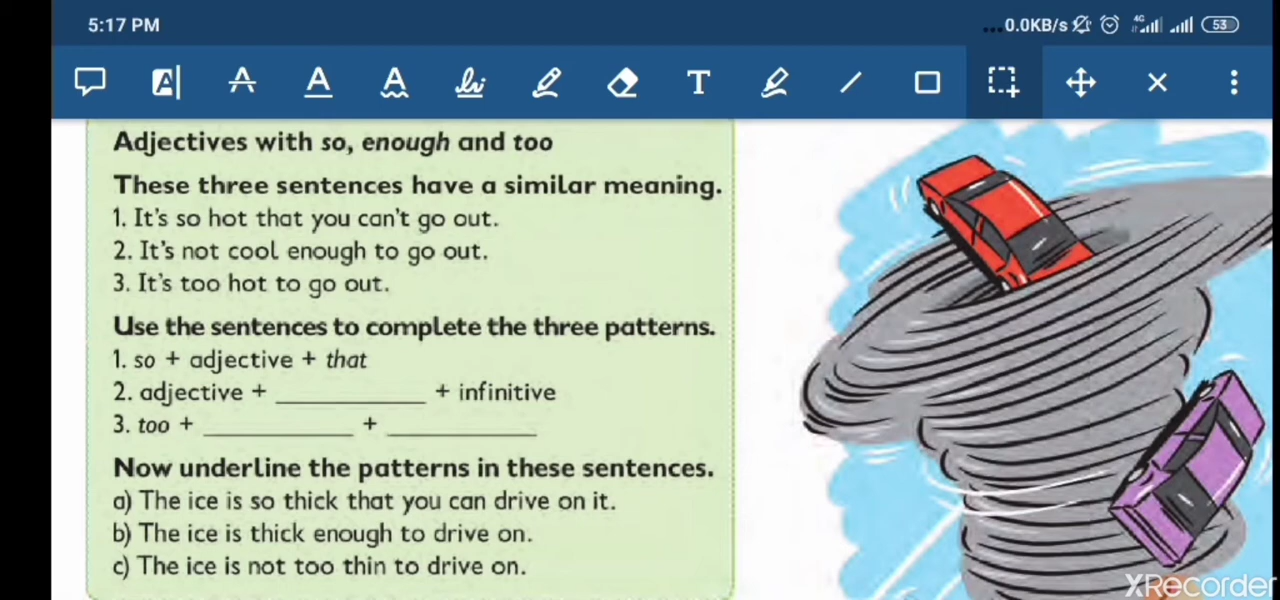 5:17 PM
...0.0KB/s 4G 53
Adjectives with so, enough and too
These three sentences have a similar meaning.
1. It's so hot that you can't go out.
2. It's not cool enough to go out.
3. It's too hot to go out.
Use the sentences to complete the three patterns.
1. so + adjective + that
2. adjective + ____________ + infinitive
3. too + ____________ + ____________
Now underline the patterns in these sentences.
a) The ice is so thick that you can drive on it.
b) The ice is thick enough to drive on.
c) The ice is not too thin to drive on.
XRecorder